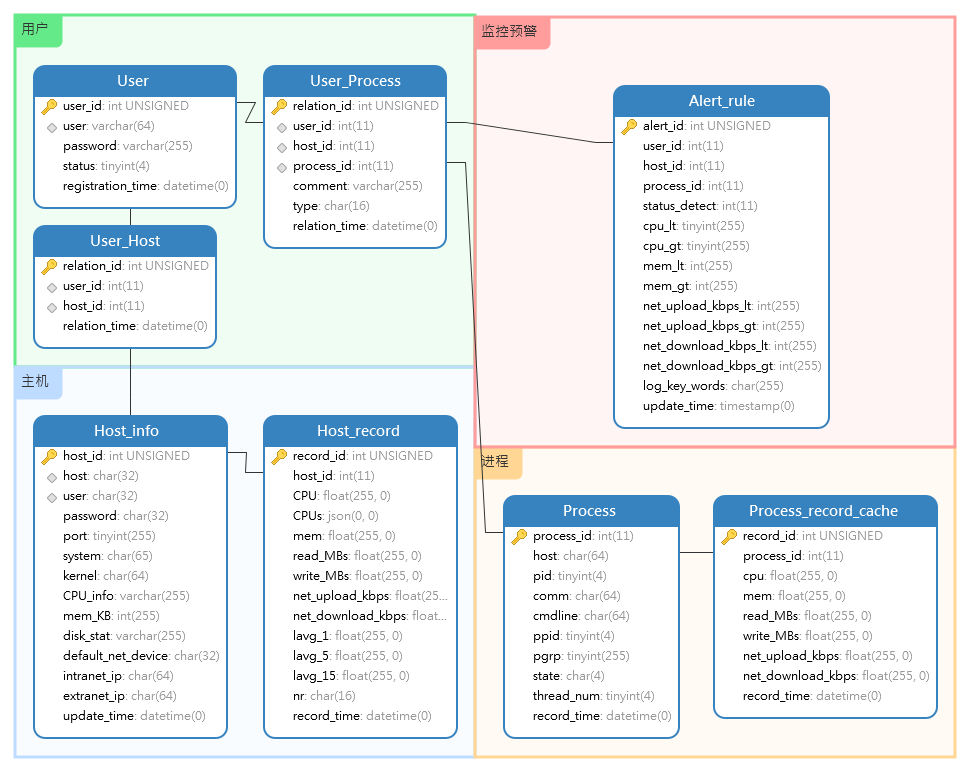 用户
User
user_id: int UNSIGNED
user: varchar(64)
password: varchar(255)
status: tinyint(4)
registration_time: datetime(0)
User_Process
relation_id: int UNSIGNED
user_id: int(11)
host_id: int(11)
process_id: int(11)
comment: varchar(255)
type: char(16)
relation_time: datetime(0)
User_Host
relation_id: int UNSIGNED
user_id: int(11)
host_id: int(11)
relation_time: datetime(0)
监控预警
Alert_rule
alert_id: int UNSIGNED
user_id: int(11)
host_id: int(11)
process_id: int(11)
status_detect: int(11)
cpu_lt: tinyint(255)
cpu_gt: tinyint(255)
mem_lt: int(255)
mem_gt: int(255)
net_upload_kbps_lt: int(255)
net_upload_kbps_gt: int(255)
net_download_kbps_lt: int(255)
net_download_kbps_gt: int(255)
log_key_words: char(255)
update_time: timestamp(0)
主机
Host_info
host_id: int UNSIGNED
host: char(32)
user: char(32)
password: char(32)
port: tinyint(255)
system: char(65)
kernel: char(64)
CPU_info: varchar(255)
mem_KB: int(255)
disk_stat: varchar(255)
default_net_device: char(32)
intranet_ip: char(64)
extranet_ip: char(64)
update_time: datetime(0)
Host_record
record_id: int UNSIGNED
host_id: int(11)
CPU: float(255, 0)
CPUs: json(0, 0)
mem: float(255, 0)
read_MBs: float(255, 0)
write_MBs: float(255, 0)
net_upload_kbps: float(25...
net_download_kbps: float...
lavg_1: float(255, 0)
lavg_5: float(255, 0)
lavg_15: float(255, 0)
nr: char(16)
record_time: datetime(0)
进程
Process
process_id: int(11)
host: char(64)
pid: tinyint(4)
comm: char(64)
cmdline: char(64)
ppid: tinyint(4)
pgrp: tinyint(255)
state: char(4)
thread_num: tinyint(4)
record_time: datetime(0)
Process_record_cache
record_id: int UNSIGNED
process_id: int(11)
cpu: float(255, 0)
mem: float(255, 0)
read_MBs: float(255, 0)
write_MBs: float(255, 0)
net_upload_kbps: float(255, 0)
net_download_kbps: float(255, 0)
record_time: datetime(0)